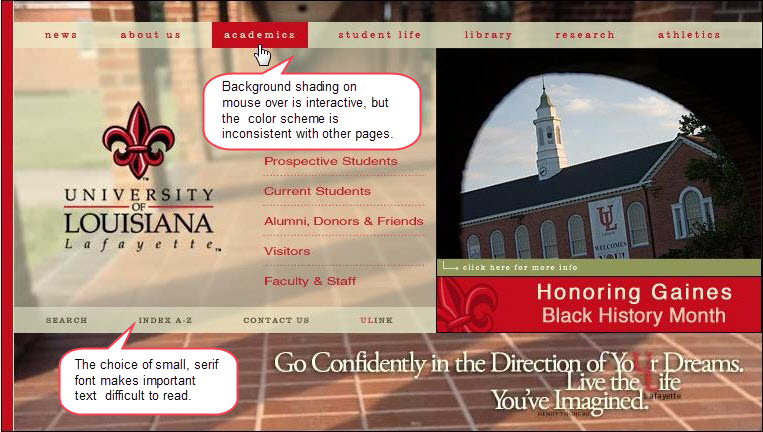 news about us academics student life library research athletics
Background shading on
mouse over is interactive, but
the color scheme is
inconsistent with other pages.
UNIVERSITY
OF
LOUISIANA
Lafayette™
Prospective Students
Current Students
Alumni, Donors & Friends
Visitors
Faculty & Staff
UL
Lafayette
WELCOMES
YOU!
click here for more info
Honoring Gaines
Black History Month
SEARCH INDEX A-Z CONTACT US ULINK
The choice of small, serif
font makes important
text difficult to read.
Go Confidently in the Direction of YoUr Dreams.
Live the Life
You've Imagined.
Lafayette
HENRY THOREAU